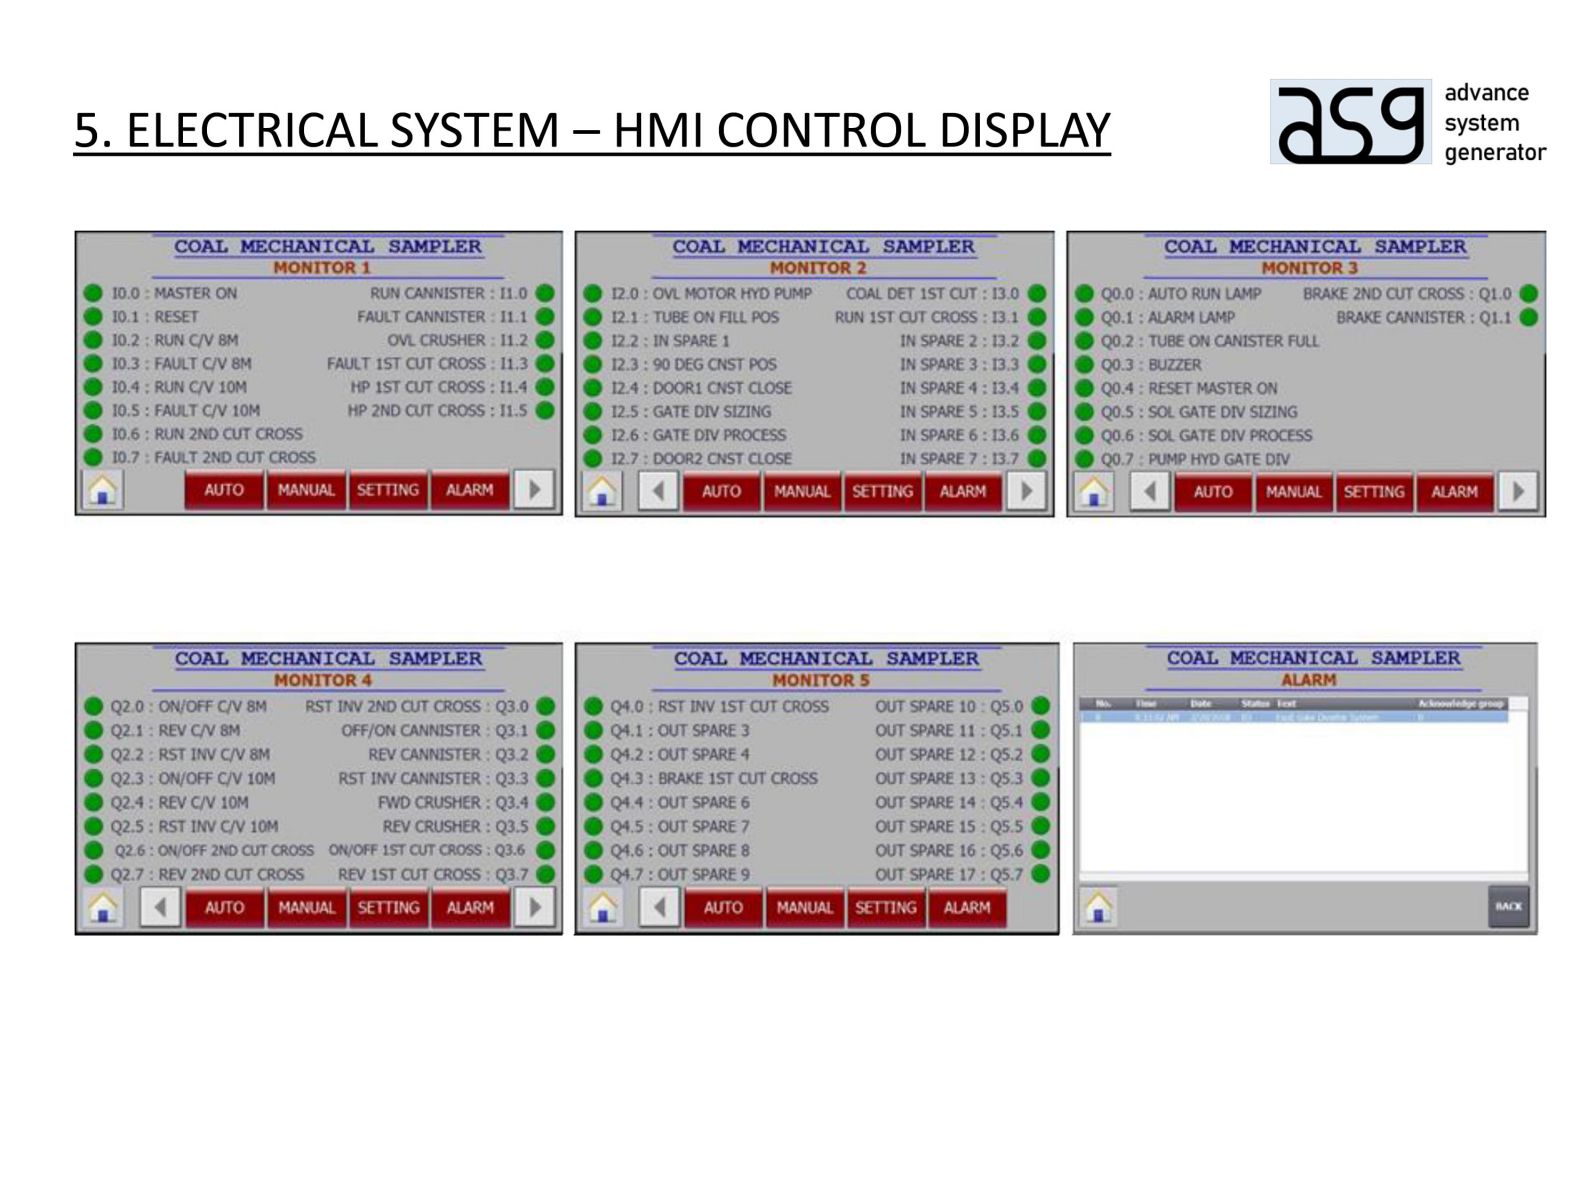 5. ELECTRICAL SYSTEM – HMI CONTROL DISPLAY
asg
advance
system
generator
COAL MECHANICAL SAMPLER
MONITOR 1
I0.0 : MASTER ON RUN CANNISTER : I1.0
I0.1 : RESET FAULT CANNISTER : I1.1
I0.2 : RUN C/V 8M OVL CRUSHER : I1.2
I0.3 : FAULT C/V 8M FAULT 1ST CUT CROSS : I1.3
I0.4 : RUN C/V 10M HP 1ST CUT CROSS : I1.4
I0.5 : FAULT C/V 10M HP 2ND CUT CROSS : I1.5
I0.6 : RUN 2ND CUT CROSS
I0.7 : FAULT 2ND CUT CROSS
AUTO MANUAL SETTING ALARM
COAL MECHANICAL SAMPLER
MONITOR 2
I2.0 : OVL MOTOR HYD PUMP COAL DET 1ST CUT : I3.0
I2.1 : TUBE ON FILL POS RUN 1ST CUT CROSS : I3.1
I2.2 : IN SPARE 1 IN SPARE 2 : I3.2
I2.3 : 90 DEG CNST POS IN SPARE 3 : I3.3
I2.4 : DOOR1 CNST CLOSE IN SPARE 4 : I3.4
I2.5 : GATE DIV SIZING IN SPARE 5 : I3.5
I2.6 : GATE DIV PROCESS IN SPARE 6 : I3.6
I2.7 : DOOR2 CNST CLOSE IN SPARE 7 : I3.7
AUTO MANUAL SETTING ALARM
COAL MECHANICAL SAMPLER
MONITOR 3
Q0.0 : AUTO RUN LAMP BRAKE 2ND CUT CROSS : Q1.0
Q0.1 : ALARM LAMP BRAKE CANNISTER : Q1.1
Q0.2 : TUBE ON CANISTER FULL
Q0.3 : BUZZER
Q0.4 : RESET MASTER ON
Q0.5 : SOL GATE DIV SIZING
Q0.6 : SOL GATE DIV PROCESS
Q0.7 : PUMP HYD GATE DIV
AUTO MANUAL SETTING ALARM
COAL MECHANICAL SAMPLER
MONITOR 4
Q2.0 : ON/OFF C/V 8M RST INV 2ND CUT CROSS : Q3.0
Q2.1 : REV C/V 8M OFF/ON CANNISTER : Q3.1
Q2.2 : RST INV C/V 8M REV CANNISTER : Q3.2
Q2.3 : ON/OFF C/V 10M RST INV CANNISTER : Q3.3
Q2.4 : REV C/V 10M FWD CRUSHER : Q3.4
Q2.5 : RST INV C/V 10M REV CRUSHER : Q3.5
Q2.6 : ON/OFF 2ND CUT CROSS ON/OFF 1ST CUT CROSS : Q3.6
Q2.7 : REV 2ND CUT CROSS REV 1ST CUT CROSS : Q3.7
AUTO MANUAL SETTING ALARM
COAL MECHANICAL SAMPLER
MONITOR 5
Q4.0 : RST INV 1ST CUT CROSS OUT SPARE 10 : Q5.0
Q4.1 : OUT SPARE 3 OUT SPARE 11 : Q5.1
Q4.2 : OUT SPARE 4 OUT SPARE 12 : Q5.2
Q4.3 : BRAKE 1ST CUT CROSS OUT SPARE 13 : Q5.3
Q4.4 : OUT SPARE 6 OUT SPARE 14 : Q5.4
Q4.5 : OUT SPARE 7 OUT SPARE 15 : Q5.5
Q4.6 : OUT SPARE 8 OUT SPARE 16 : Q5.6
Q4.7 : OUT SPARE 9 OUT SPARE 17 : Q5.7
AUTO MANUAL SETTING ALARM
COAL MECHANICAL SAMPLER
ALARM
No. Time Date Status Text Acknowledge group
BACK